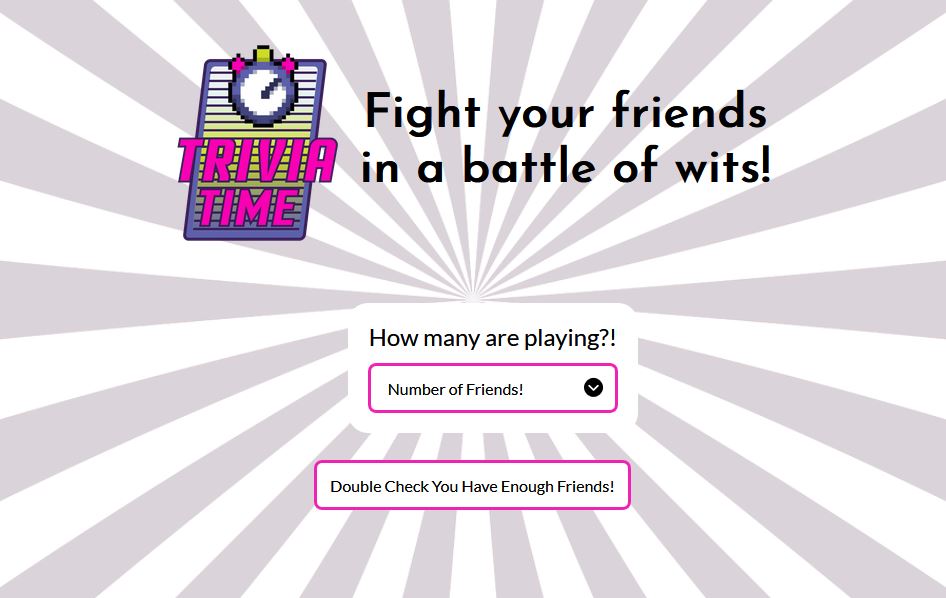 TRIVIA
TIME
Fight your friends
in a battle of wits!
How many are playing?!
Number of Friends!
Double Check You Have Enough Friends!